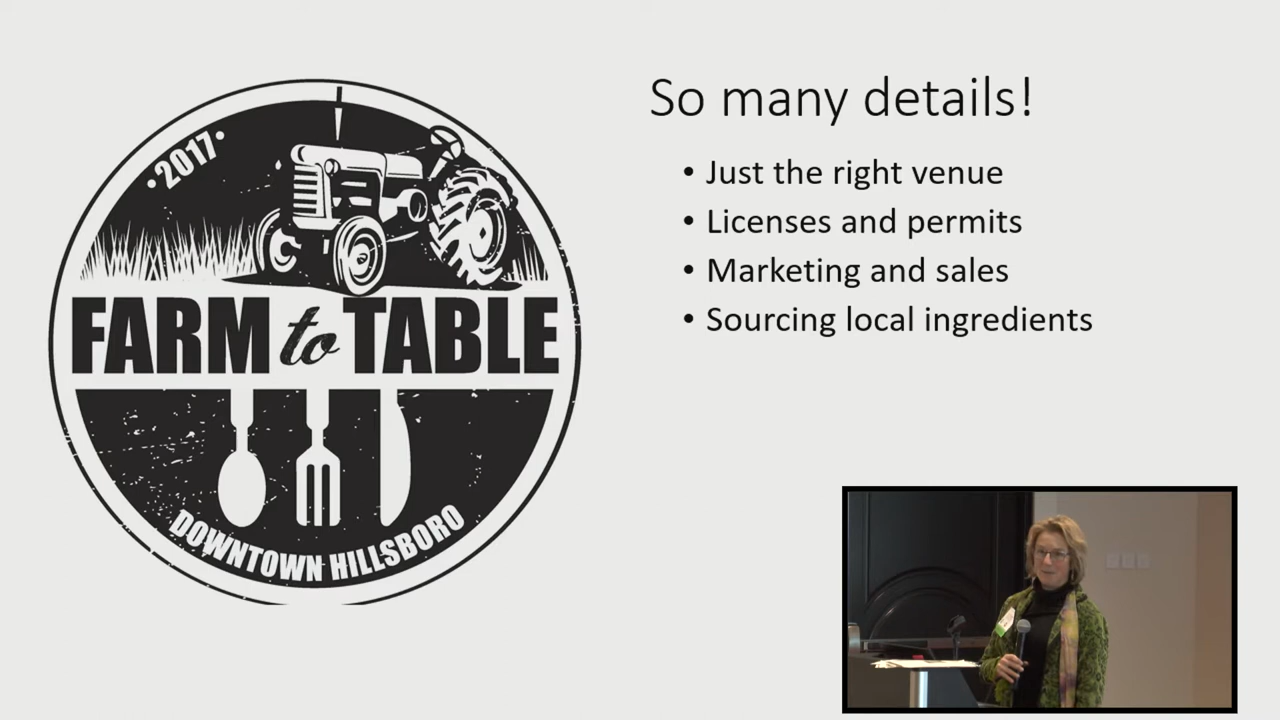 ·2017·
FARM to TABLE
DOWNTOWN HILLSBORO
So many details!
• Just the right venue
• Licenses and permits
• Marketing and sales
• Sourcing local ingredients